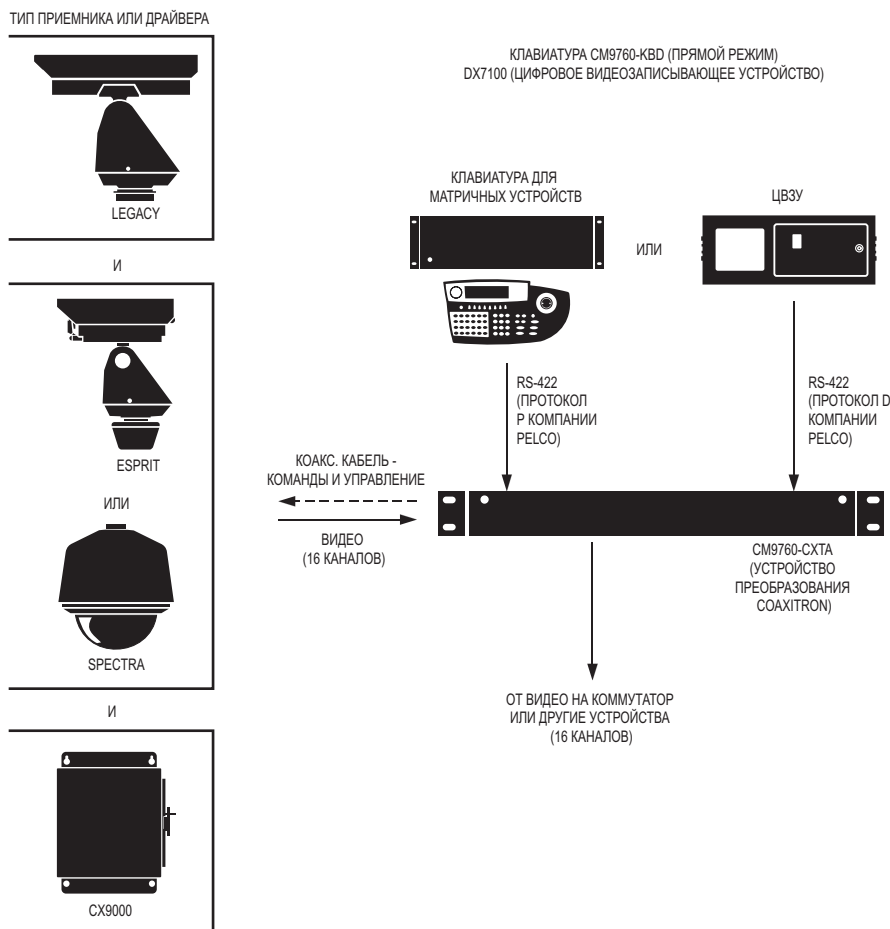 ТИП ПРИЕМНИКА ИЛИ ДРАЙВЕРА
LEGACY
И
ESPRIT
ИЛИ
SPECTRA
И
CX9000
КЛАВИАТУРА CM9760-KBD (ПРЯМОЙ РЕЖИМ)
DX7100 (ЦИФРОВОЕ ВИДЕОЗАПИСЫВАЮЩЕЕ УСТРОЙСТВО)
КЛАВИАТУРА ДЛЯ
МАТРИЧНЫХ УСТРОЙСТВ
ИЛИ
ЦВЗУ
RS-422
(ПРОТОКОЛ
P КОМПАНИИ
PELCO)
RS-422
(ПРОТОКОЛ D
КОМПАНИИ
PELCO)
КОАКС. КАБЕЛЬ -
КОМАНДЫ И УПРАВЛЕНИЕ
ВИДЕО
(16 КАНАЛОВ)
CM9760-CXTA
(УСТРОЙСТВО
ПРЕОБРАЗОВАНИЯ
COAXITRON)
ОТ ВИДЕО НА КОММУТАТОР
ИЛИ ДРУГИЕ УСТРОЙСТВА
(16 КАНАЛОВ)